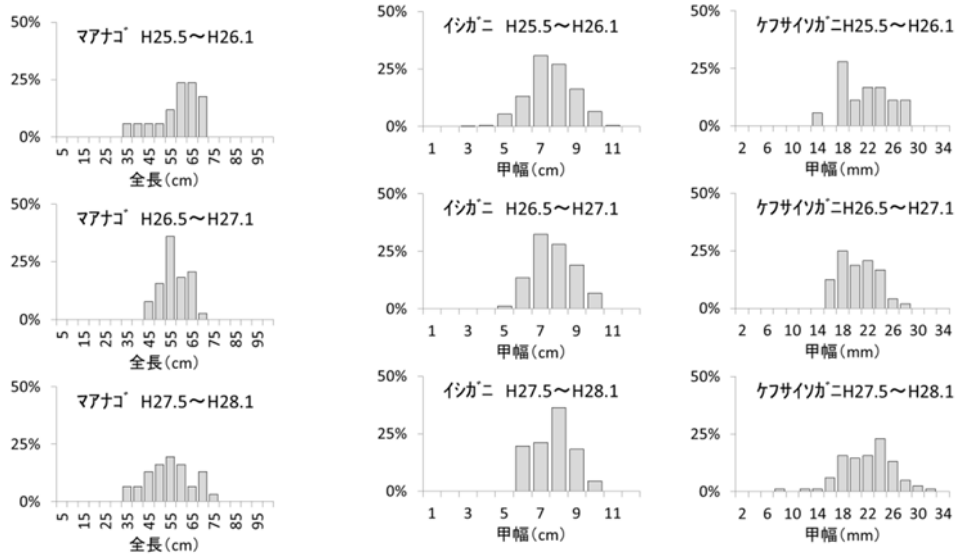 マアナゴ H25.5～H26.1
50%
25%
0%
5 15 25 35 45 55 65 75 85 95
全長(cm)
イシガニ H25.5～H26.1
50%
25%
0%
1 3 5 7 9 11
甲幅(cm)
ケフサイソガニH25.5～H26.1
50%
25%
0%
2 6 10 14 18 22 26 30 34
甲幅(mm)
マアナゴ H26.5～H27.1
50%
25%
0%
5 15 25 35 45 55 65 75 85 95
全長(cm)
イシガニ H26.5～H27.1
50%
25%
0%
1 3 5 7 9 11
甲幅(cm)
ケフサイソガニH26.5～H27.1
50%
25%
0%
2 6 10 14 18 22 26 30 34
甲幅(mm)
マアナゴ H27.5～H28.1
50%
25%
0%
5 15 25 35 45 55 65 75 85 95
全長(cm)
イシガニ H27.5～H28.1
50%
25%
0%
1 3 5 7 9 11
甲幅(cm)
ケフサイソガニH27.5～H28.1
50%
25%
0%
2 6 10 14 18 22 26 30 34
甲幅(mm)